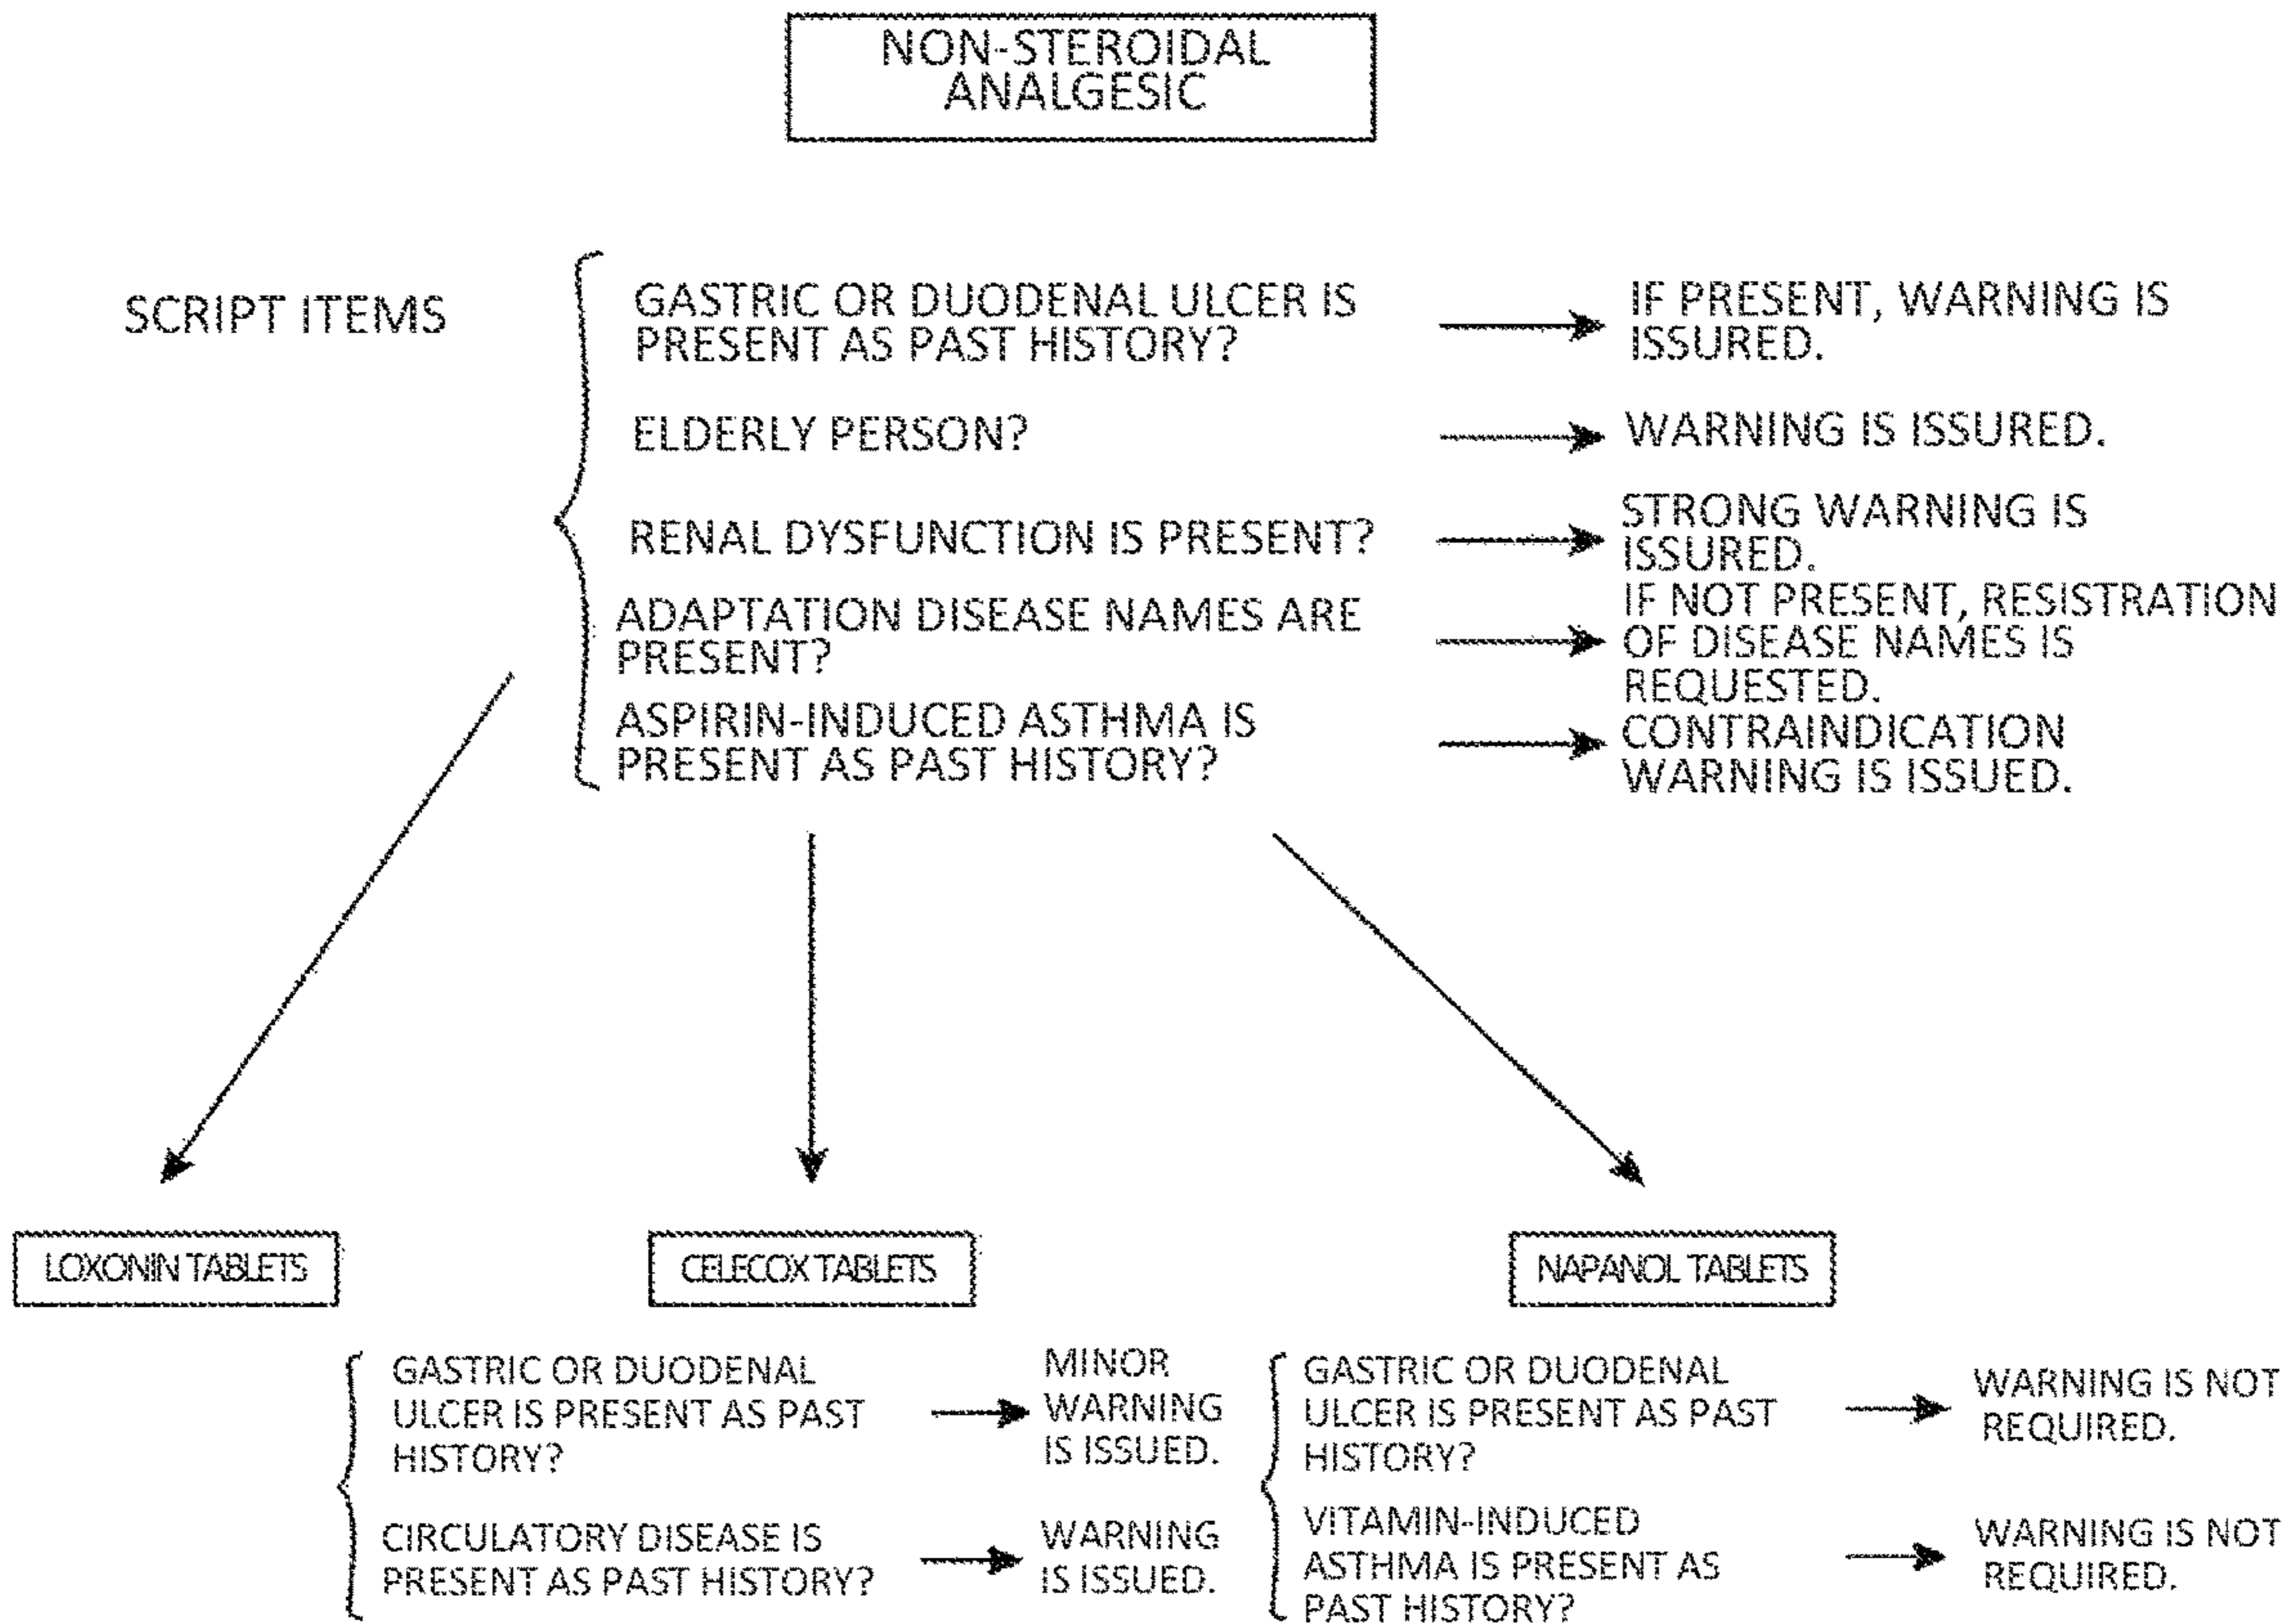 NON-STEROIDAL
ANALGESIC
SCRIPT ITEMS
GASTRIC OR DUODENAL ULCER IS
PRESENT AS PAST HISTORY?
IF PRESENT, WARNING IS
ISSURED.
ELDERLY PERSON?
WARNING IS ISSURED.
RENAL DYSFUNCTION IS PRESENT?
STRONG WARNING IS
ISSURED.
ADAPTATION DISEASE NAMES ARE
PRESENT?
IF NOT PRESENT, RESISTRATION
OF DISEASE NAMES IS
REQUESTED.
ASPIRIN-INDUCED ASTHMA IS
PRESENT AS PAST HISTORY?
CONTRAINDICATION
WARNING IS ISSUED.
LOXONIN TABLETS
CELECOX TABLETS
NAPANOL TABLETS
GASTRIC OR DUODENAL
ULCER IS PRESENT AS PAST
HISTORY?
MINOR
WARNING
IS ISSUED.
CIRCULATORY DISEASE IS
PRESENT AS PAST HISTORY?
WARNING
IS ISSUED.
GASTRIC OR DUODENAL
ULCER IS PRESENT AS PAST
HISTORY?
WARNING IS NOT
REQUIRED.
VITAMIN-INDUCED
ASTHMA IS PRESENT AS
PAST HISTORY?
WARNING IS NOT
REQUIRED.